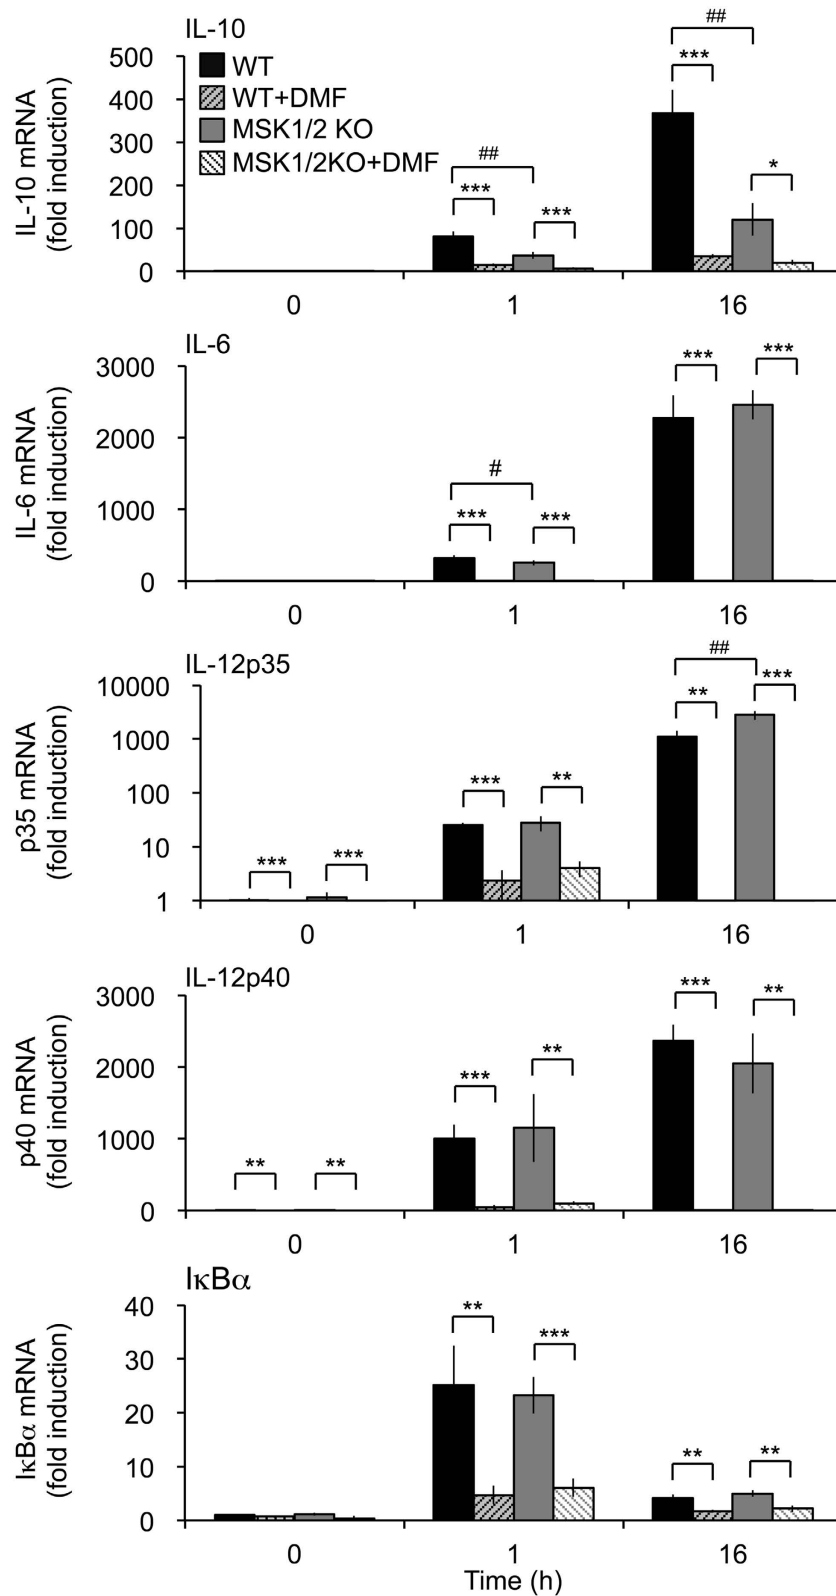 IL-10
IL-10 mRNA
(fold induction)
500
400
300
200
100
0
WT
WT+DMF
MSK1/2 KO
MSK1/2KO+DMF
##
***
***
##
***
*
0 1 16
IL-6
IL-6 mRNA
(fold induction)
3000
2000
1000
0
#
***
***
***
***
0 1 16
IL-12p35
p35 mRNA
(fold induction)
10000
1000
100
10
1
***
***
***
**
##
**
***
0 1 16
IL-12p40
p40 mRNA
(fold induction)
3000
2000
1000
0
**
**
***
**
***
**
0 1 16
IκBα
IκBα mRNA
(fold induction)
40
30
20
10
0
**
***
**
**
0 1 16
Time (h)